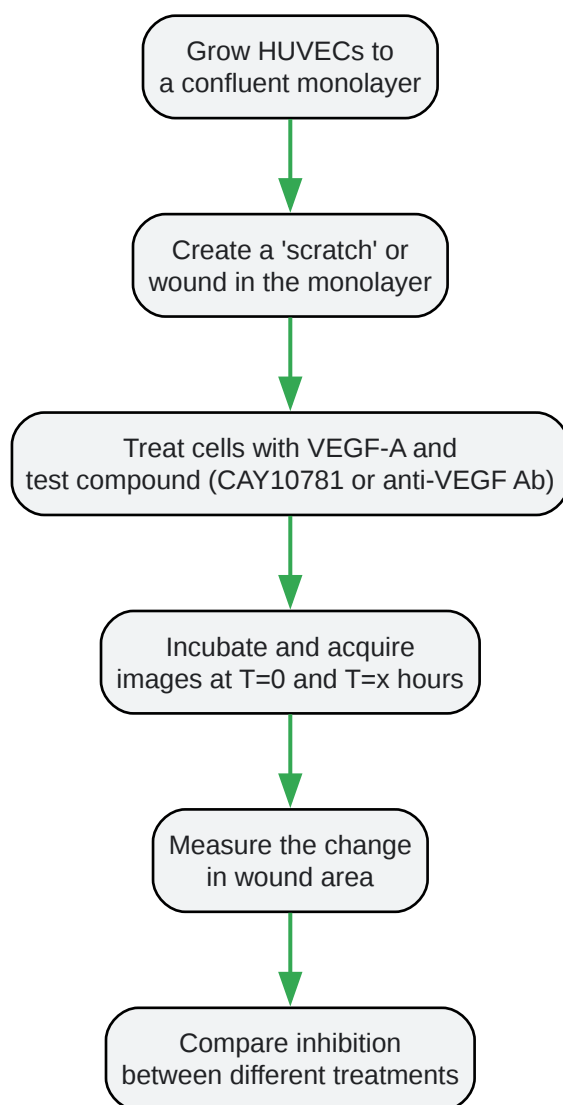 Grow HUVECs to
a confluent monolayer
Create a 'scratch' or
wound in the monolayer
Treat cells with VEGF-A and
test compound (CAY10781 or anti-VEGF Ab)
Incubate and acquire
images at T=0 and T=x hours
Measure the change
in wound area
Compare inhibition
between different treatments